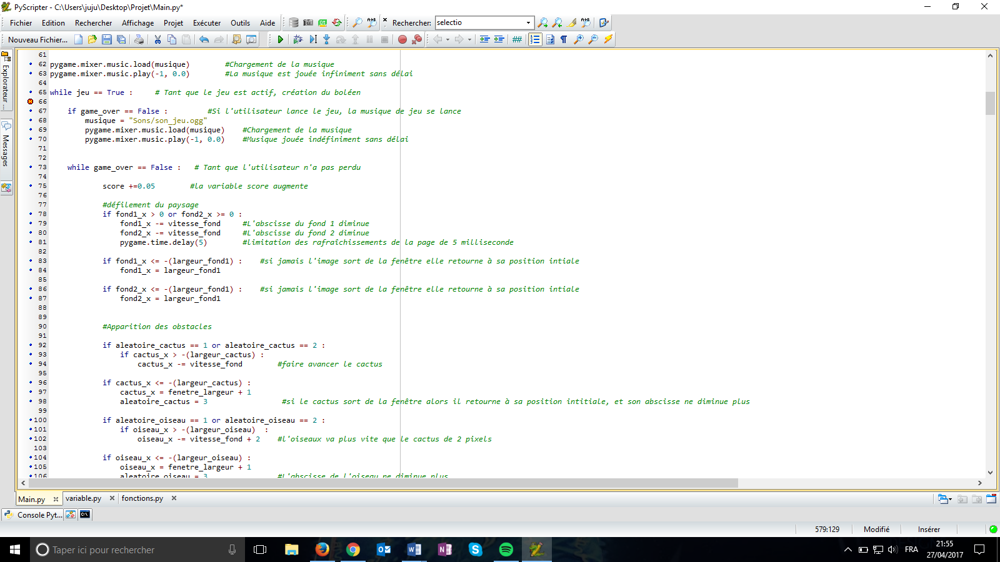 PyScripter - C:\Users\juju\Desktop\Projet\Main.py*
Fichier Edition Rechercher Affichage Projet Exécuter Outils Aide Rechercher: selectio
Nouveau Fichier...
Explorateur ...
Messages
61
62 pygame.mixer.music.load(musique) #Chargement de la musique
63 pygame.mixer.music.play(-1, 0.0) #La musique est jouée infiniment sans délai
64
65 while jeu == True : # Tant que le jeu est actif, création du boléen
66
67 if game_over == False : #Si l'utilisateur lance le jeu, la musique de jeu se lance
68 musique = "Sons/son_jeu.ogg"
69 pygame.mixer.music.load(musique) #Chargement de la musique
70 pygame.mixer.music.play(-1, 0.0) #Musique jouée indéfiniment sans délai
71
72
73 while game_over == False : # Tant que l'utilisateur n'a pas perdu
74
75 score +=0.05 #la variable score augmente
76
77 #défilement du paysage
78 if fond1_x > 0 or fond2_x >= 0 :
79 fond1_x -= vitesse_fond #L'abscisse du fond 1 diminue
80 fond2_x -= vitesse_fond #L'abscisse du fond 2 diminue
81 pygame.time.delay(5) #limitation des rafraîchissements de la page de 5 milliseconde
82
83 if fond1_x <= -(largeur_fond1) : #si jamais l'image sort de la fenêtre elle retourne à sa position intiale
84 fond1_x = largeur_fond1
85
86 if fond2_x <= -(largeur_fond1) : #si jamais l'image sort de la fenêtre elle retourne à sa position intiale
87 fond2_x = largeur_fond1
88
89
90 #Apparition des obstacles
91
92 if aleatoire_cactus == 1 or aleatoire_cactus == 2 :
93 if cactus_x > -(largeur_cactus) :
94 cactus_x -= vitesse_fond #faire avancer le cactus
95
96 if cactus_x <= -(largeur_cactus) :
97 cactus_x = fenetre_largeur + 1
98 aleatoire_cactus = 3 #si le cactus sort de la fenêtre alors il retourne à sa position intitiale, et son abscisse ne diminue plus
99
100 if aleatoire_oiseau == 1 or aleatoire_oiseau == 2 :
101 if oiseau_x > -(largeur_oiseau) :
102 oiseau_x -= vitesse_fond + 2 #l'oiseaux va plus vite que le cactus de 2 pixels
103
104 if oiseau_x <= -(largeur_oiseau) :
105 oiseau_x = fenetre_largeur + 1
106 aleatoire_oiseau = 3 #L'abscisse de l'oiseau ne diminue plus
Main.py variable.py fonctions.py
Console Pyt...
579:129 Modifié Insérer
Taper ici pour rechercher
FRA
21:55
27/04/2017